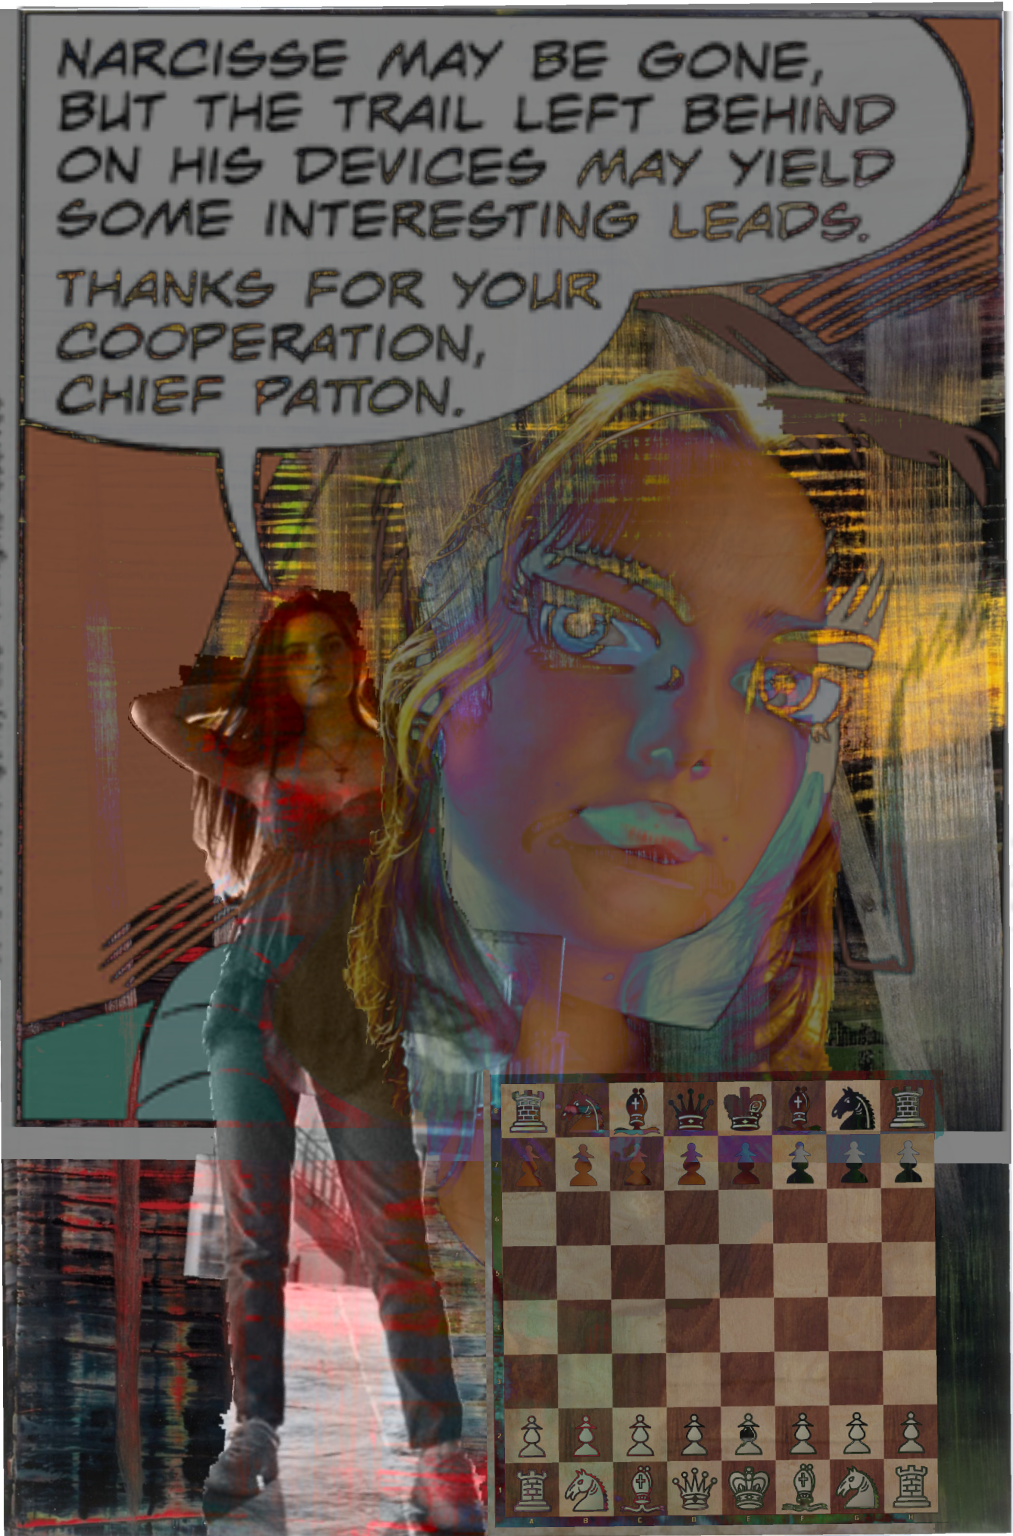 NARCISSE MAY BE GONE,
BUT THE TRAIL LEFT BEHIND
ON HIS DEVICES MAY YIELD
SOME INTERESTING LEADS.
THANKS FOR YOUR
COOPERATION,
CHIEF PATTON.